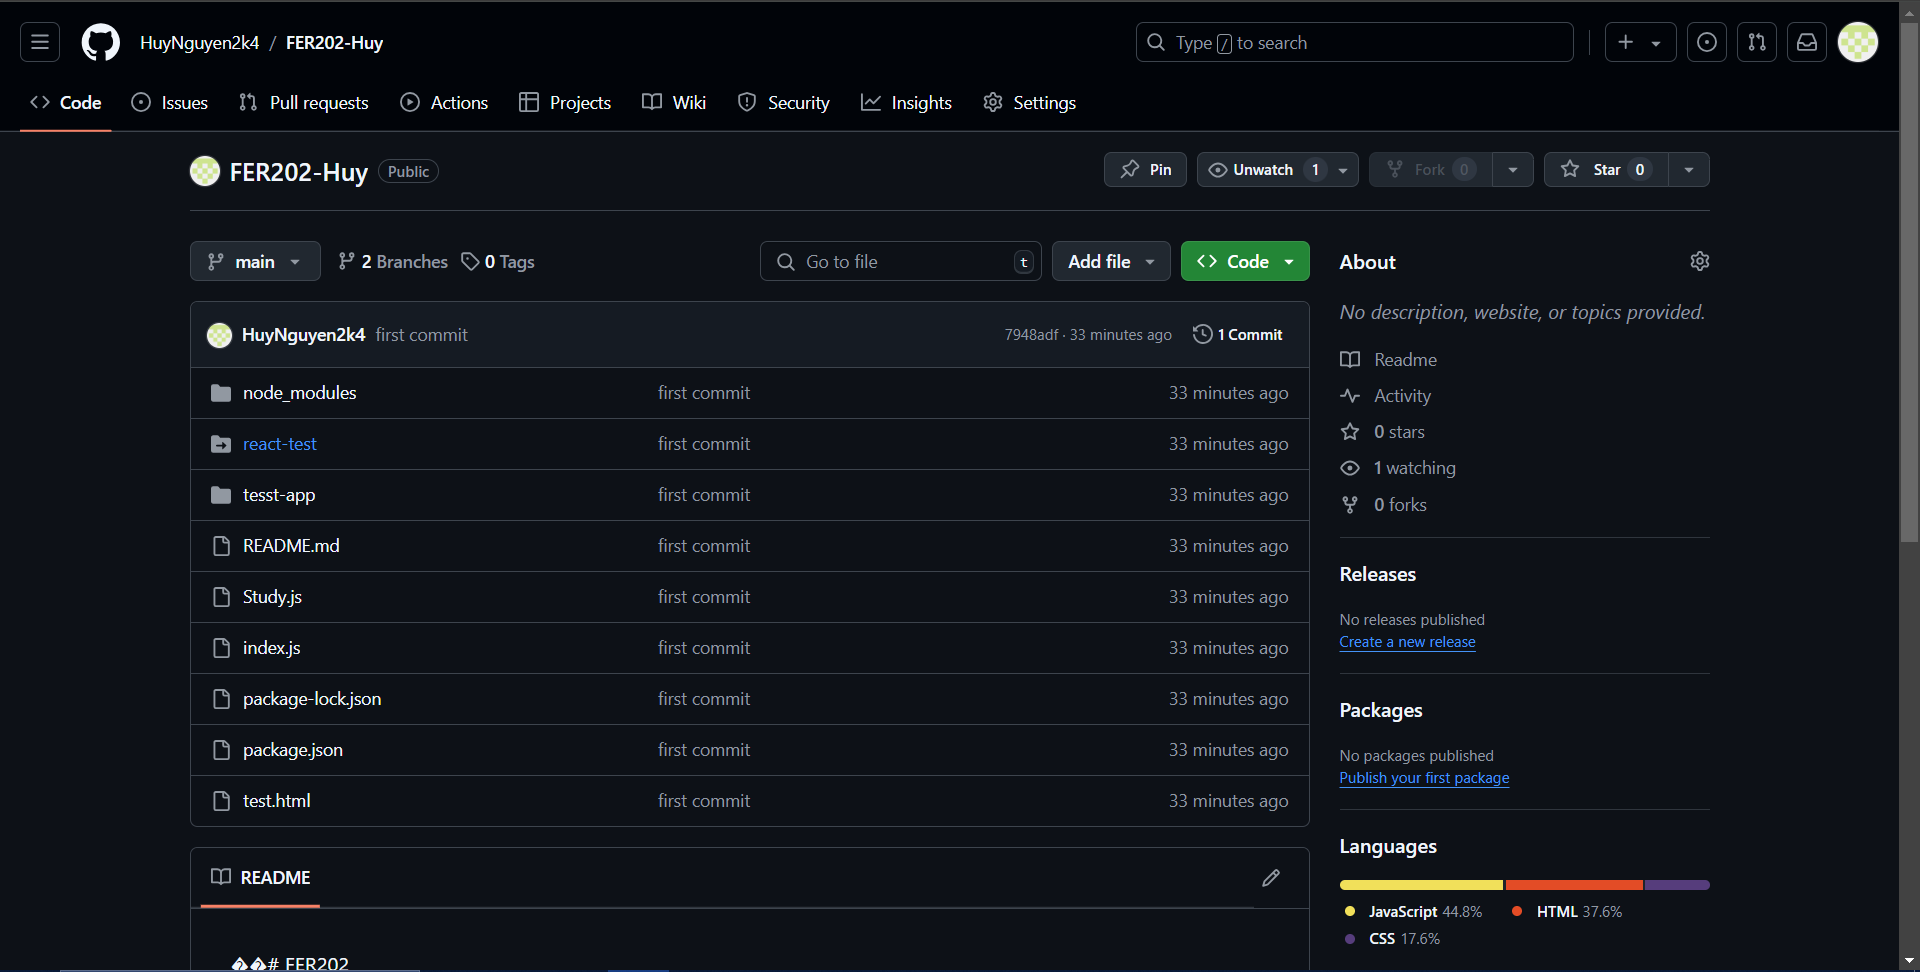 HuyNguyen2k4 / FER202-Huy
Type / to search
Code Issues Pull requests Actions Projects Wiki Security Insights Settings
FER202-Huy Public
Pin Unwatch 1 Fork 0 Star 0
main 2 Branches 0 Tags Go to file t Add file Code
HuyNguyen2k4 first commit 7948adf · 33 minutes ago 1 Commit
node_modules first commit 33 minutes ago
react-test first commit 33 minutes ago
tesst-app first commit 33 minutes ago
README.md first commit 33 minutes ago
Study.js first commit 33 minutes ago
index.js first commit 33 minutes ago
package-lock.json first commit 33 minutes ago
package.json first commit 33 minutes ago
test.html first commit 33 minutes ago
README
��# FER202
About
No description, website, or topics provided.
Readme
Activity
0 stars
1 watching
0 forks
Releases
No releases published
Create a new release
Packages
No packages published
Publish your first package
Languages
JavaScript 44.8% HTML 37.6%
CSS 17.6%